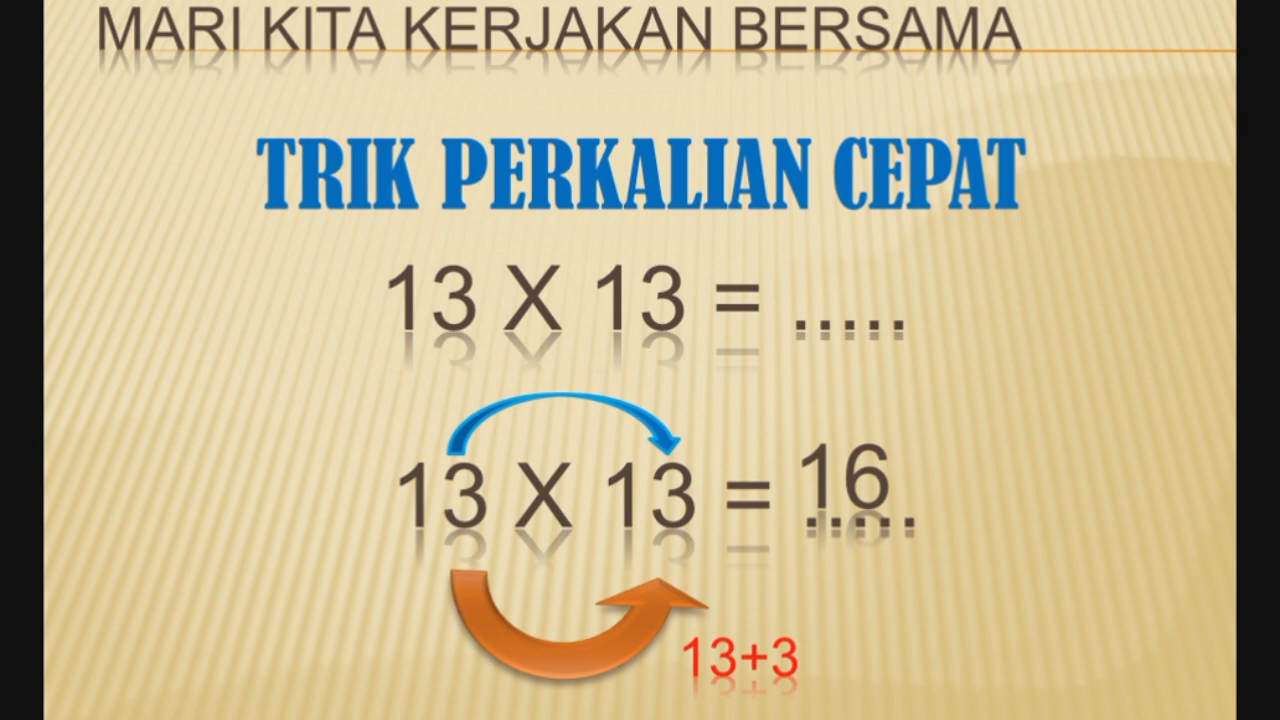 MARI KITA KERJAKAN BERSAMA
TRIK PERKALIAN CEPAT
13 X 13 = .....
13 X 13 = 16.....
13+3